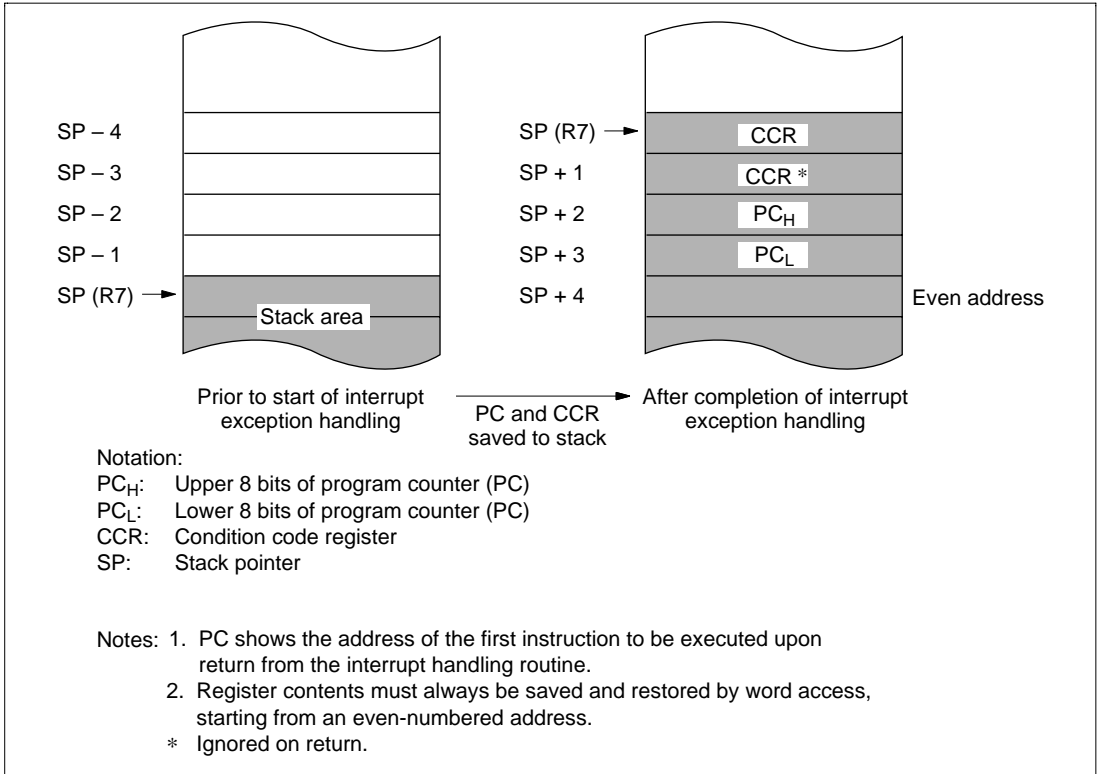 SP – 4
SP – 3
SP – 2
SP – 1
SP (R7)
Stack area
SP (R7)
SP + 1
SP + 2
SP + 3
SP + 4
CCR
CCR *
PCH
PCL
Even address
Prior to start of interrupt
exception handling
PC and CCR
saved to stack
After completion of interrupt
exception handling
Notation:
PCH: Upper 8 bits of program counter (PC)
PCL: Lower 8 bits of program counter (PC)
CCR: Condition code register
SP: Stack pointer
Notes: 1. PC shows the address of the first instruction to be executed upon
return from the interrupt handling routine.
2. Register contents must always be saved and restored by word access,
starting from an even-numbered address.
* Ignored on return.